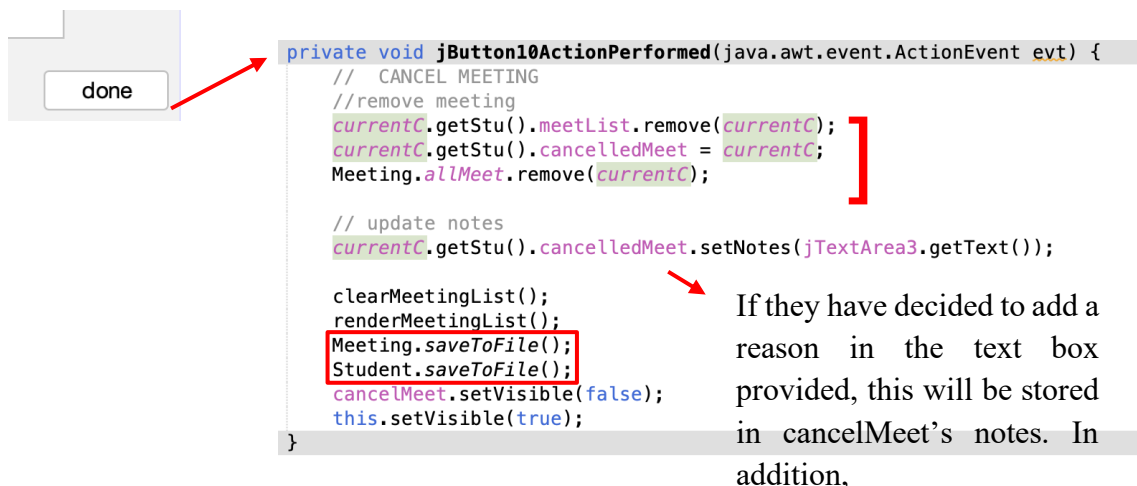 done
private void jButton10ActionPerformed(java.awt.event.ActionEvent evt) {
//  CANCEL MEETING
//remove meeting
currentC.getStu().meetList.remove(currentC);
currentC.getStu().cancelledMeet = currentC;
Meeting.allMeet.remove(currentC);
// update notes
currentC.getStu().cancelledMeet.setNotes(jTextArea3.getText());
clearMeetingList();
renderMeetingList();
Meeting.saveToFile();
Student.saveToFile();
cancelMeet.setVisible(false);
this.setVisible(true);
}
If they have decided to add a
reason in the text box
provided, this will be stored
in cancelMeet’s notes. In
addition,